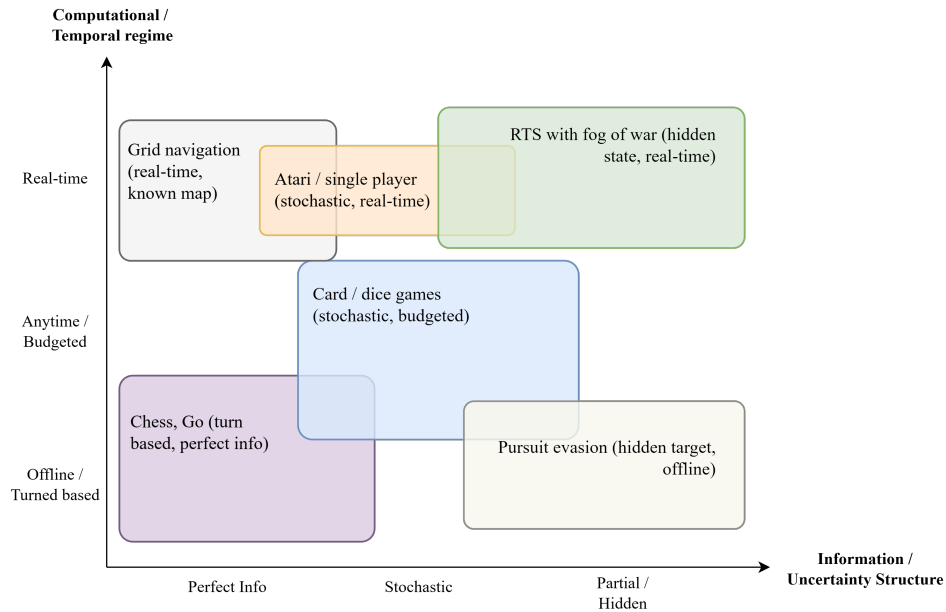 Computational /
Temporal regime
Real-time
Grid navigation
(real-time,
known map)
Atari / single player
(stochastic, real-time)
RTS with fog of war (hidden
state, real-time)
Anytime /
Budgeted
Card / dice games
(stochastic, budgeted)
Offline /
Turned based
Chess, Go (turn
based, perfect info)
Pursuit evasion (hidden target,
offline)
Perfect Info
Stochastic
Partial /
Hidden
Information /
Uncertainty Structure